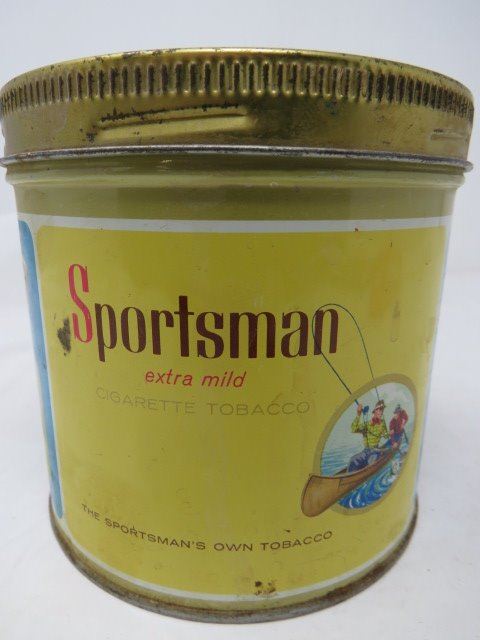 Sportsman
extra mild
CIGARETTE TOBACCO
THE SPORTSMAN'S OWN TOBACCO